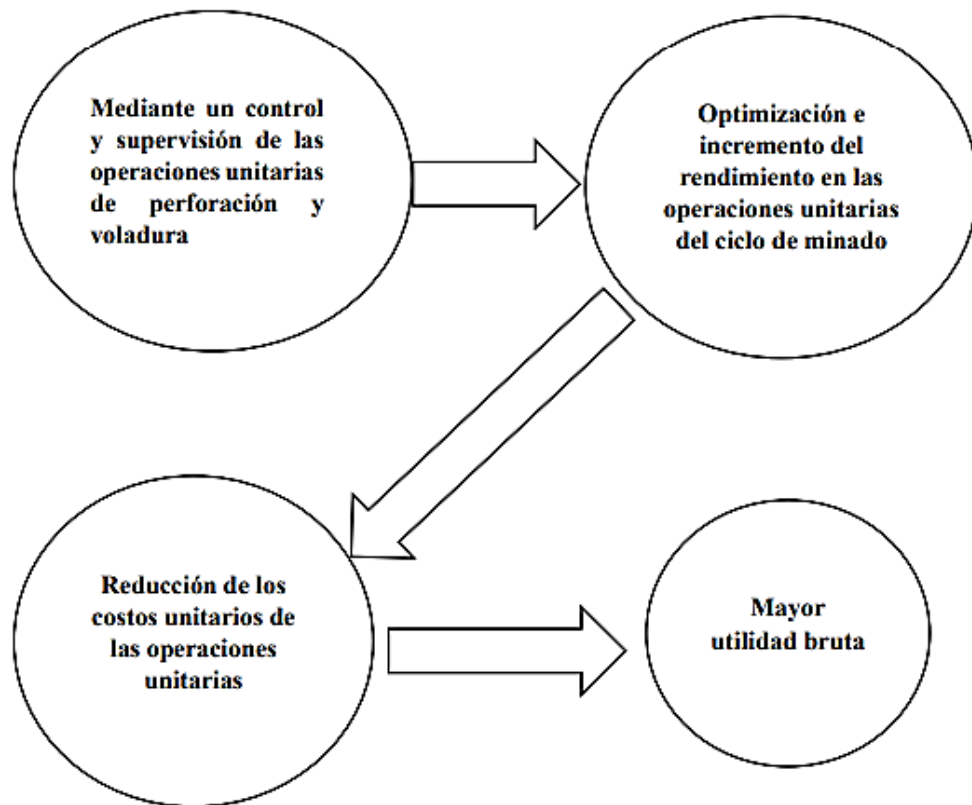 Mediante un control
y supervisión de las
operaciones unitarias
de perforación y
voladura
Optimización e
incremento del
rendimiento en las
operaciones unitarias
del ciclo de minado
Reducción de los
costos unitarios de
las operaciones
unitarias
Mayor
utilidad bruta